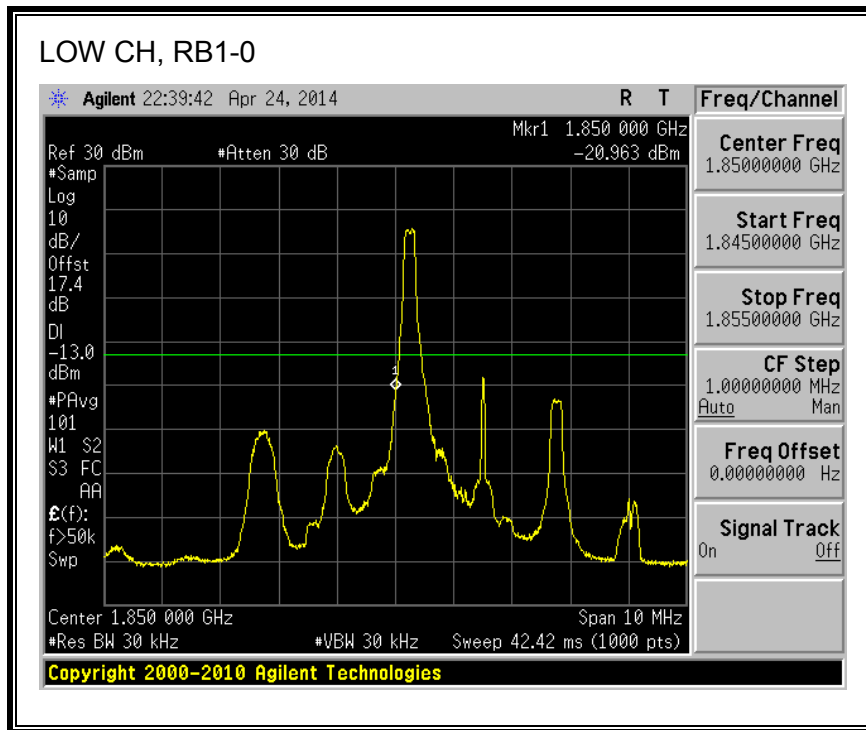 LOW CH, RB1-0
Agilent 22:39:42 Apr 24, 2014 R T
Freq/Channel
Mkr1 1.850 000 GHz
Ref 30 dBm #Atten 30 dB -20.963 dBm
#Samp
Log
10
dB/
Offst
17.4
dB
DI
-13.0
dBm
#PAvg
101
W1 S2
S3 FC
AA
£(f):
f>50k
Swp
1
Center 1.850 000 GHz Span 10 MHz
#Res BW 30 kHz #VBW 30 kHz Sweep 42.42 ms (1000 pts)
Center Freq
1.85000000 GHz
Start Freq
1.84500000 GHz
Stop Freq
1.85500000 GHz
CF Step
1.00000000 MHz
Auto Man
Freq Offset
0.00000000 Hz
Signal Track
On Off
Copyright 2000-2010 Agilent Technologies